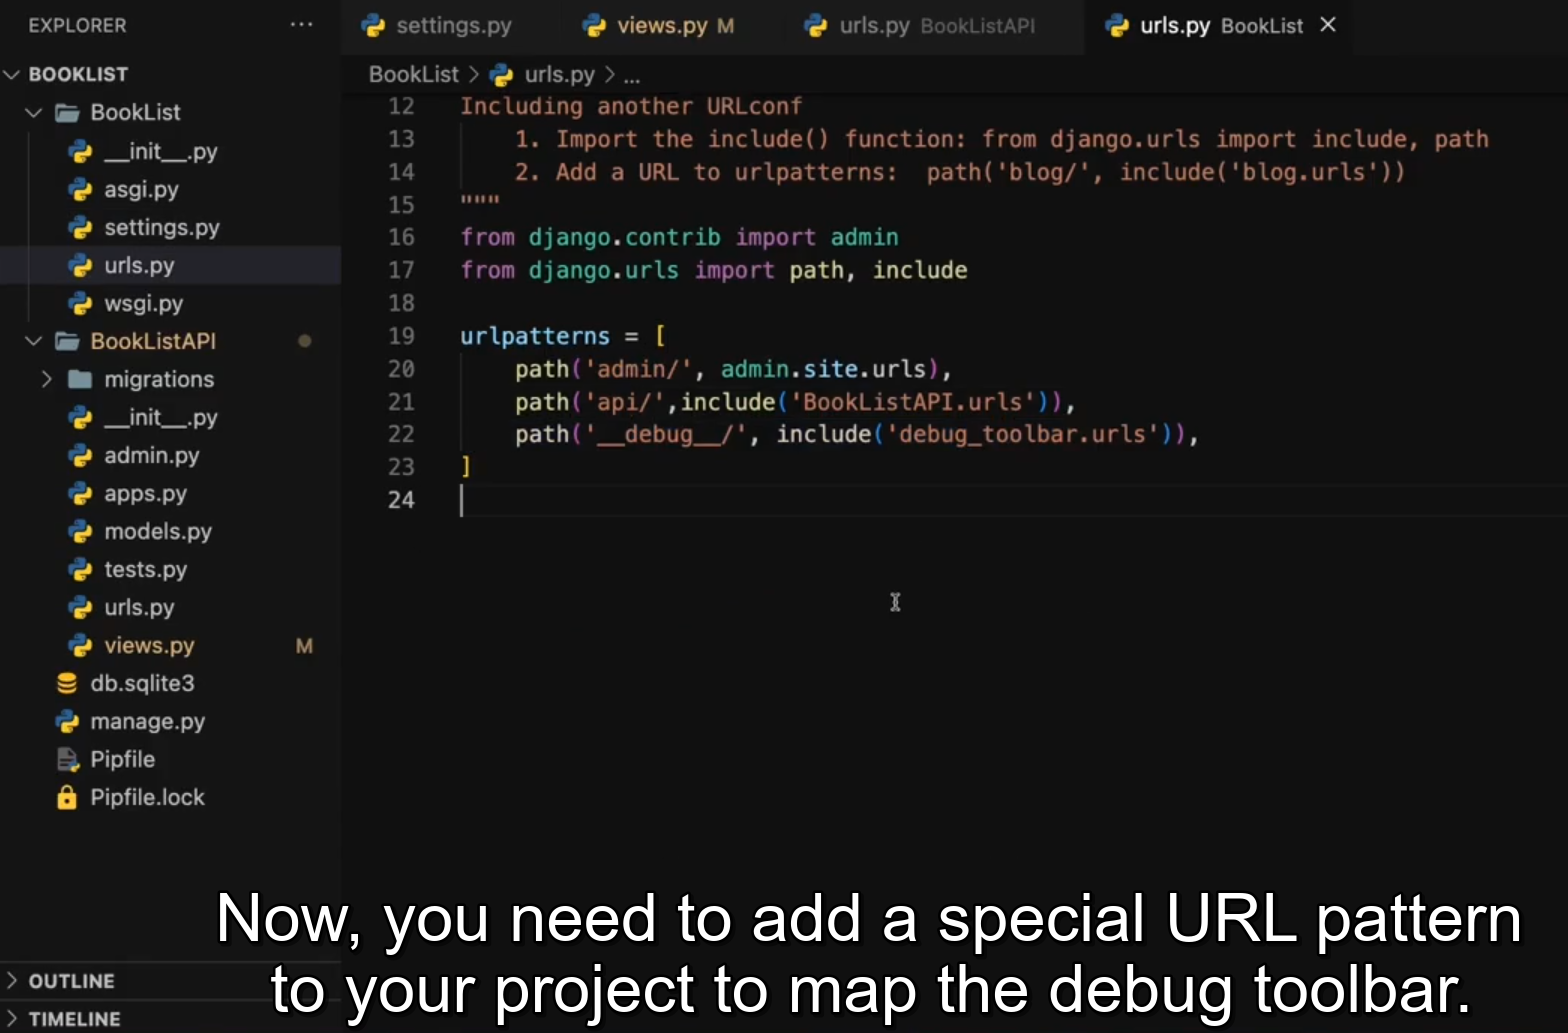 EXPLORER
...
BOOKLIST
BookList
__init__.py
asgi.py
settings.py
urls.py
wsgi.py
BookListAPI
migrations
__init__.py
admin.py
apps.py
models.py
tests.py
urls.py
views.py M
db.sqlite3
manage.py
Pipfile
Pipfile.lock
OUTLINE
TIMELINE
settings.py
views.py M
urls.py BookListAPI
urls.py BookList
BookList > urls.py > ...
12 Including another URLconf
13     1. Import the include() function: from django.urls import include, path
14     2. Add a URL to urlpatterns:  path('blog/', include('blog.urls'))
15 """
16 from django.contrib import admin
17 from django.urls import path, include
18
19 urlpatterns = [
20     path('admin/', admin.site.urls),
21     path('api/',include('BookListAPI.urls')),
22     path('__debug__/', include('debug_toolbar.urls')),
23 ]
24
Now, you need to add a special URL pattern
to your project to map the debug toolbar.